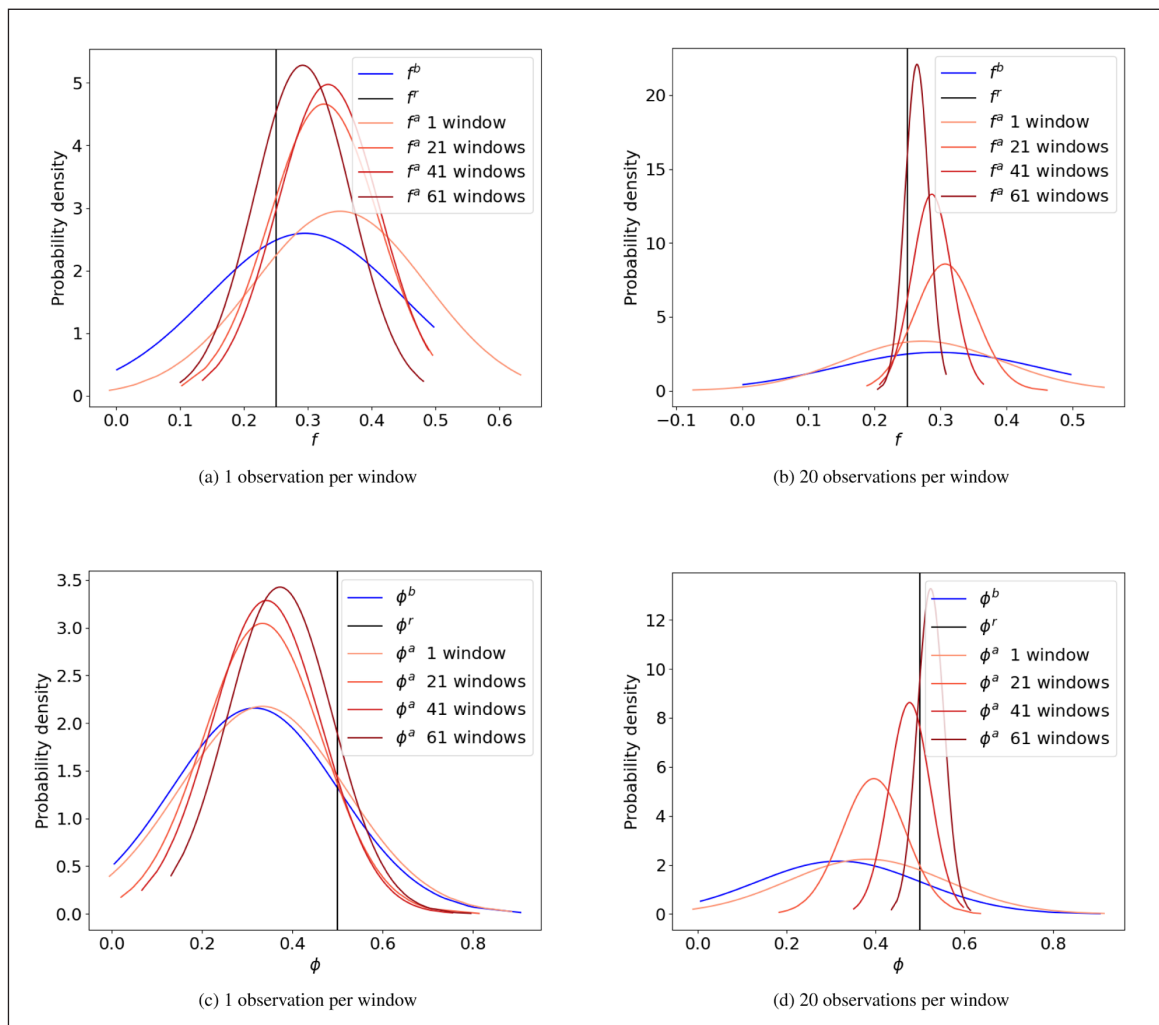 5
4
3
2
1
0
Probability density
0.0 0.1 0.2 0.3 0.4 0.5 0.6
f
f^b
f^r
f^a 1 window
f^a 21 windows
f^a 41 windows
f^a 61 windows
(a) 1 observation per window
20
15
10
5
0
Probability density
−0.1 0.0 0.1 0.2 0.3 0.4 0.5
f
f^b
f^r
f^a 1 window
f^a 21 windows
f^a 41 windows
f^a 61 windows
(b) 20 observations per window
3.5
3.0
2.5
2.0
1.5
1.0
0.5
0.0
Probability density
0.0 0.2 0.4 0.6 0.8
ϕ
ϕ^b
ϕ^r
ϕ^a 1 window
ϕ^a 21 windows
ϕ^a 41 windows
ϕ^a 61 windows
(c) 1 observation per window
12
10
8
6
4
2
0
Probability density
0.0 0.2 0.4 0.6 0.8
ϕ
ϕ^b
ϕ^r
ϕ^a 1 window
ϕ^a 21 windows
ϕ^a 41 windows
ϕ^a 61 windows
(d) 20 observations per window